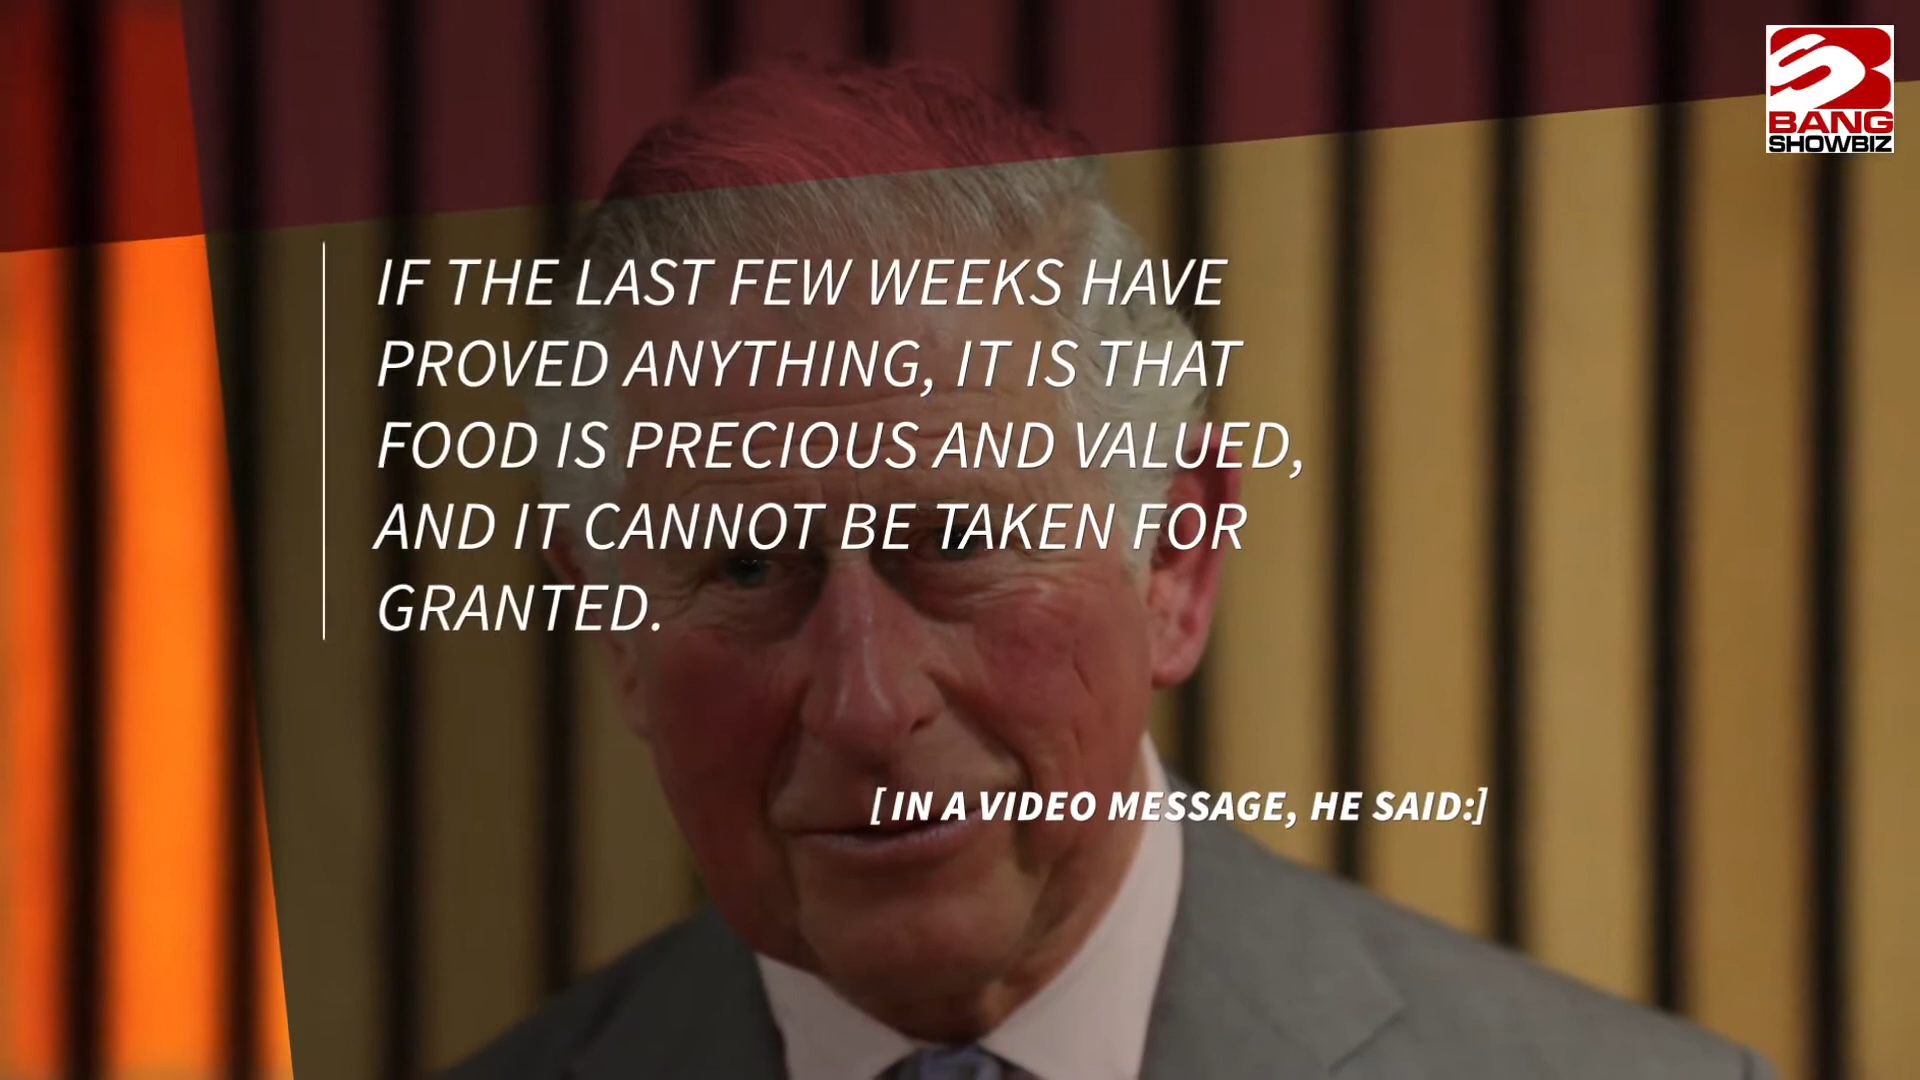 BANG
SHOWBIZ
IF THE LAST FEW WEEKS HAVE
PROVED ANYTHING, IT IS THAT
FOOD IS PRECIOUS AND VALUED,
AND IT CANNOT BE TAKEN FOR
GRANTED.
[IN A VIDEO MESSAGE, HE SAID:]